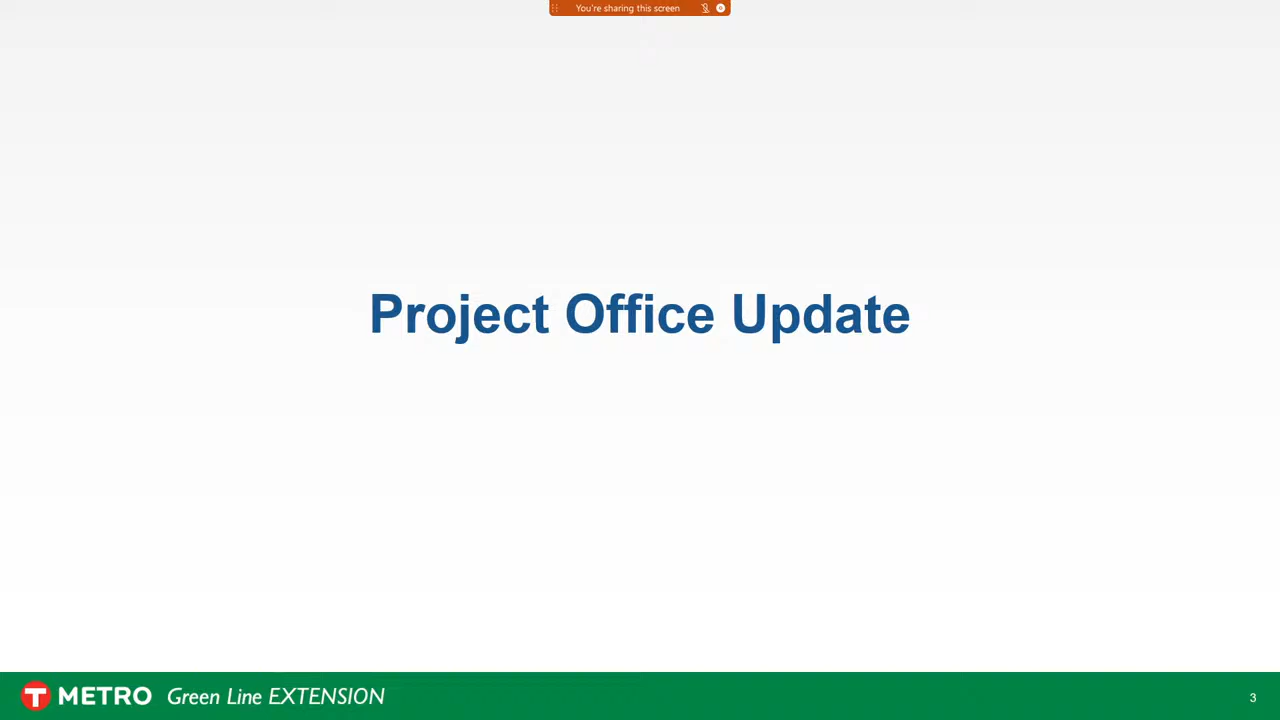 You're sharing this screen
Project Office Update
T METRO Green Line EXTENSION
3